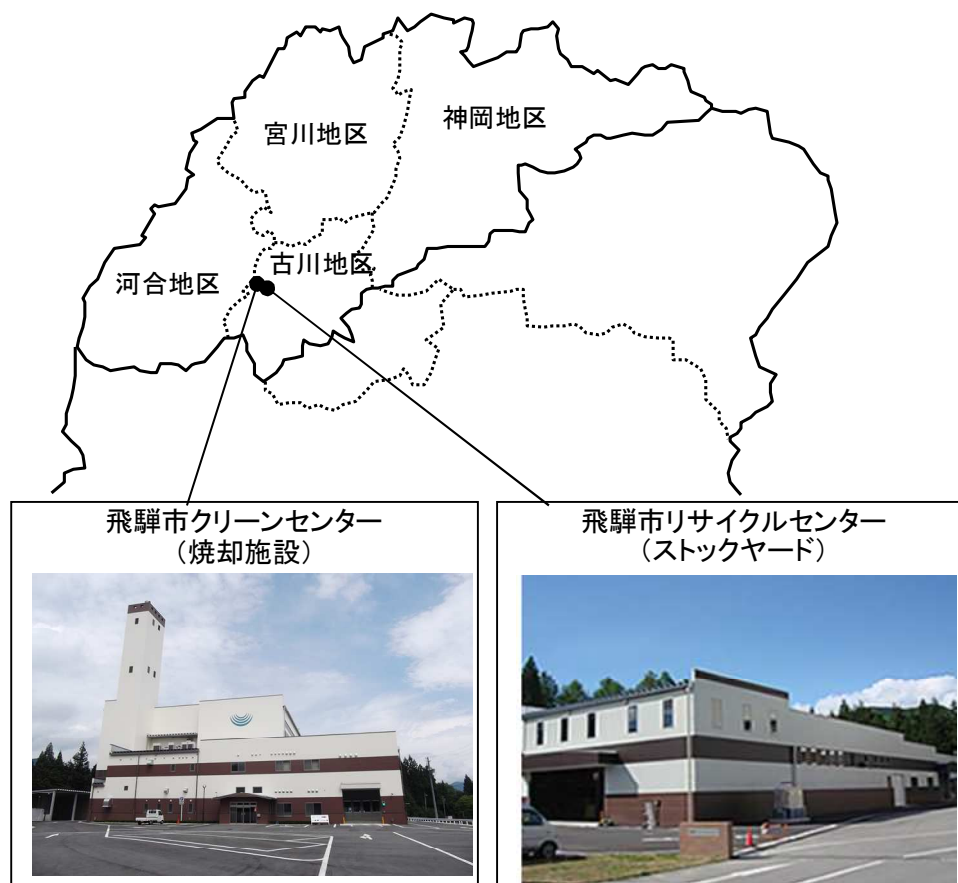 宮川地区
神岡地区
古川地区
河合地区
飛騨市クリーンセンター
（焼却施設）
飛騨市リサイクルセンター
（ストックヤード）